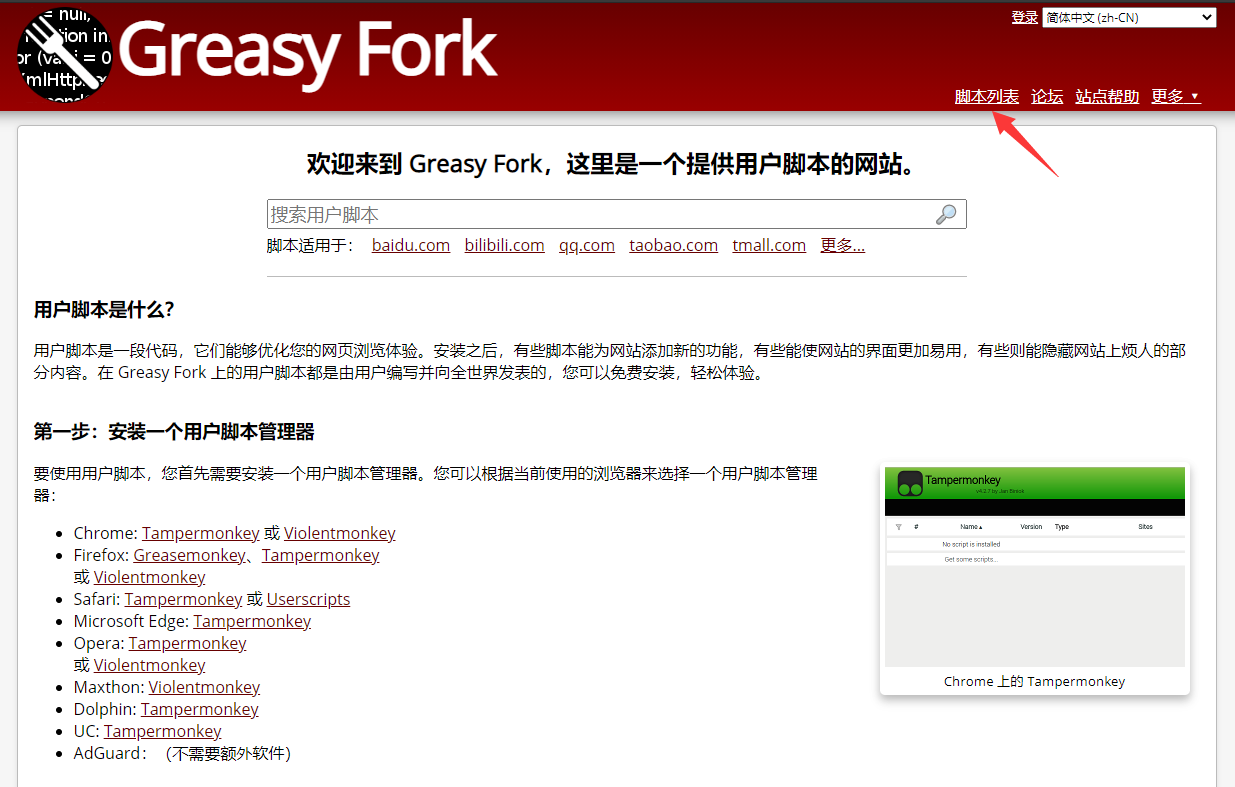 = null,
tion in
or (va i = 0
XmlHttp
Greasy Fork
登录 简体中文 (zh-CN)
脚本列表 论坛 站点帮助 更多 ▼
欢迎来到 Greasy Fork，这里是一个提供用户脚本的网站。
搜索用户脚本
脚本适用于： baidu.com bilibili.com qq.com taobao.com tmall.com 更多...
用户脚本是什么？
用户脚本是一段代码，它们能够优化您的网页浏览体验。安装之后，有些脚本能为网站添加新的功能，有些能使网站的界面更加易用，有些则能隐藏网站上烦人的部
分内容。在 Greasy Fork 上的用户脚本都是由用户编写并向全世界发表的，您可以免费安装，轻松体验。
第一步：安装一个用户脚本管理器
要使用用户脚本，您首先需要安装一个用户脚本管理器。您可以根据当前使用的浏览器来选择一个用户脚本管理
器：
Chrome: Tampermonkey 或 Violentmonkey
Firefox: Greasemonkey、Tampermonkey
或 Violentmonkey
Safari: Tampermonkey 或 Userscripts
Microsoft Edge: Tampermonkey
Opera: Tampermonkey
或 Violentmonkey
Maxthon: Violentmonkey
Dolphin: Tampermonkey
UC: Tampermonkey
AdGuard： （不需要额外软件）
Tampermonkey
v4.2.7 by Jan Biniok
# Name▲ Version Type Sites
No script is installed
Get some scripts...
Chrome 上的 Tampermonkey